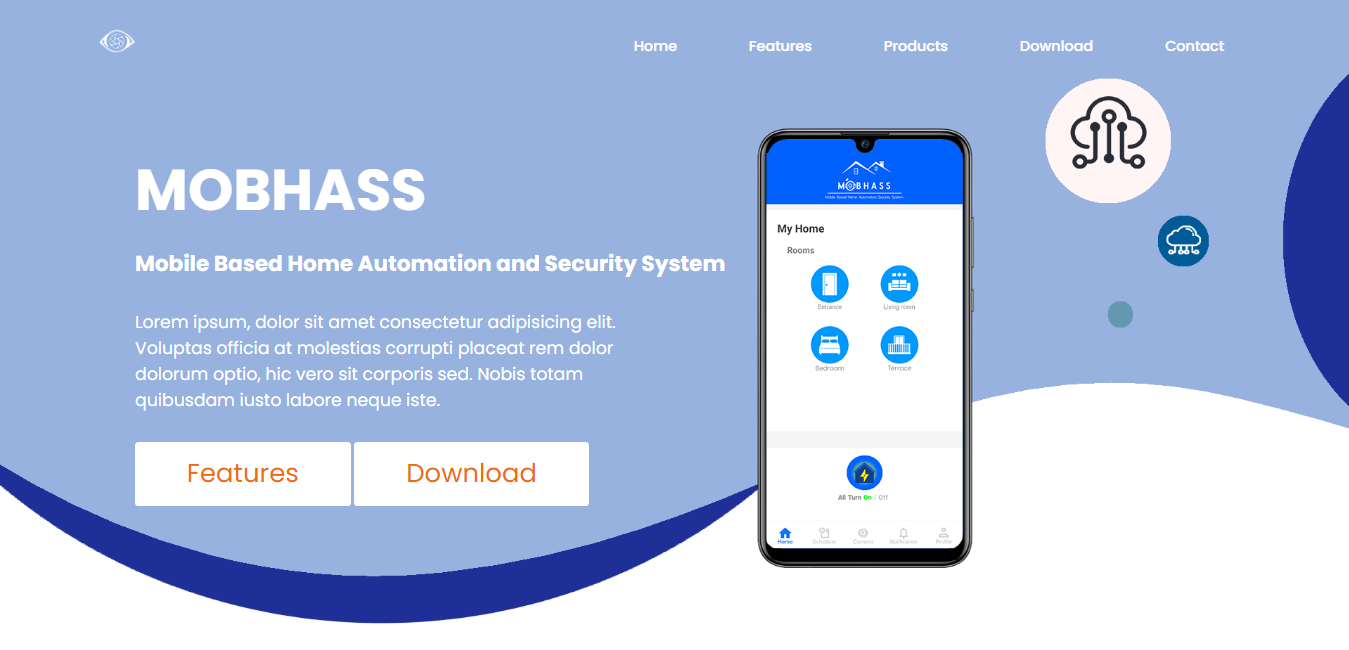 Home Features Products Download Contact
MOBHASS
Mobile Based Home Automation and Security System
Lorem ipsum, dolor sit amet consectetur adipisicing elit.
Voluptas officia at molestias corrupti placeat rem dolor
dolorum optio, hic vero sit corporis sed. Nobis totam
quibusdam iusto labore neque iste.
Features Download
MOBHASS
Mobile Based Home Automation Security System
My Home
Rooms
Entrance Living room
Bedroom Terrace
All Turn On / Off
Home Schedule Camera Notification Profile